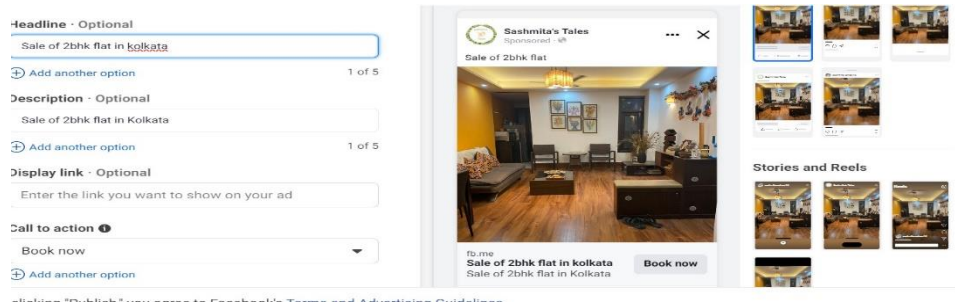 Headline · Optional
Sale of 2bhk flat in kolkata
Add another option 1 of 5
Description · Optional
Sale of 2bhk flat in Kolkata
Add another option 1 of 5
Display link · Optional
Enter the link you want to show on your ad
Call to action
Book now
Add another option
clicking "Publish," you agree to Facebook's Terms and Advertising Guidelines
Sashmita's Tales
Sponsored ·
Sale of 2bhk flat
fb.me
Sale of 2bhk flat in kolkata
Sale of 2bhk flat in Kolkata
Book now
Stories and Reels